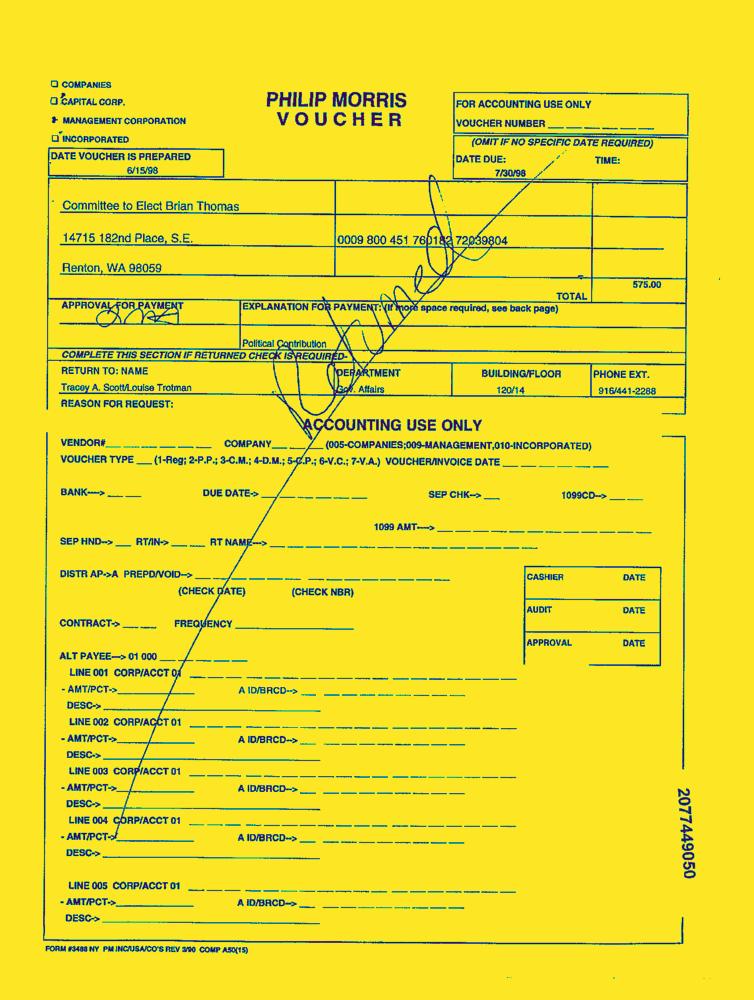 ☐ COMPANIES
☐ CAPITAL CORP.
MANAGEMENT CORPORATION
☐ INCORPORATED
PHILIP MORRIS
VOUCHER
FOR ACCOUNTING USE ONLY
VOUCHER NUMBER
(OMIT IF NO SPECIFIC DATE REQUIRED)
DATE DUE: TIME:
7/30/98
DATE VOUCHER IS PREPARED
6/15/98
Committee to Elect Brian Thomas
14715 182nd Place, S.E. 0009 800 451 760182 72039804
Renton, WA 98059
575.00
TOTAL
APPROVAL FOR PAYMENT EXPLANATION FOR PAYMENT: (If more space required, see back page)
Political Contribution
COMPLETE THIS SECTION IF RETURNED CHECK IS REQUIRED-
RETURN TO: NAME DEPARTMENT BUILDING/FLOOR PHONE EXT.
Tracey A. Scott/Louise Trotman Gov. Affairs 120/14 916/441-2288
REASON FOR REQUEST:
Returned
ACCOUNTING USE ONLY
VENDOR# COMPANY (005-COMPANIES;009-MANAGEMENT,010-INCORPORATED)
VOUCHER TYPE (1-Reg; 2-P.P.; 3-C.M.; 4-D.M.; 5-C.P.; 6-V.C.; 7-V.A.) VOUCHER/INVOICE DATE
BANK---> DUE DATE-> SEP CHK--> 1099CD-->
1099 AMT---->
SEP HND--> RT/IN-> RT NAME--->
DISTR AP->A PREPD/VOID-->
(CHECK DATE) (CHECK NBR)
CASHIER DATE
AUDIT DATE
APPROVAL DATE
CONTRACT-> FREQUENCY
ALT PAYEE---> 01 000
LINE 001 CORP/ACCT 01
- AMT/PCT-> A ID/BRCD-->
DESC->
LINE 002 CORP/ACCT 01
- AMT/PCT-> A ID/BRCD-->
DESC->
LINE 003 CORP/ACCT 01
- AMT/PCT-> A ID/BRCD-->
DESC->
LINE 004 CORP/ACCT 01
- AMT/PCT-> A ID/BRCD-->
DESC->
LINE 005 CORP/ACCT 01
- AMT/PCT-> A ID/BRCD-->
DESC->
2077449050
FORM #3488 NY PM INC/USA/CO'S REV 3/90 COMP A50(15)